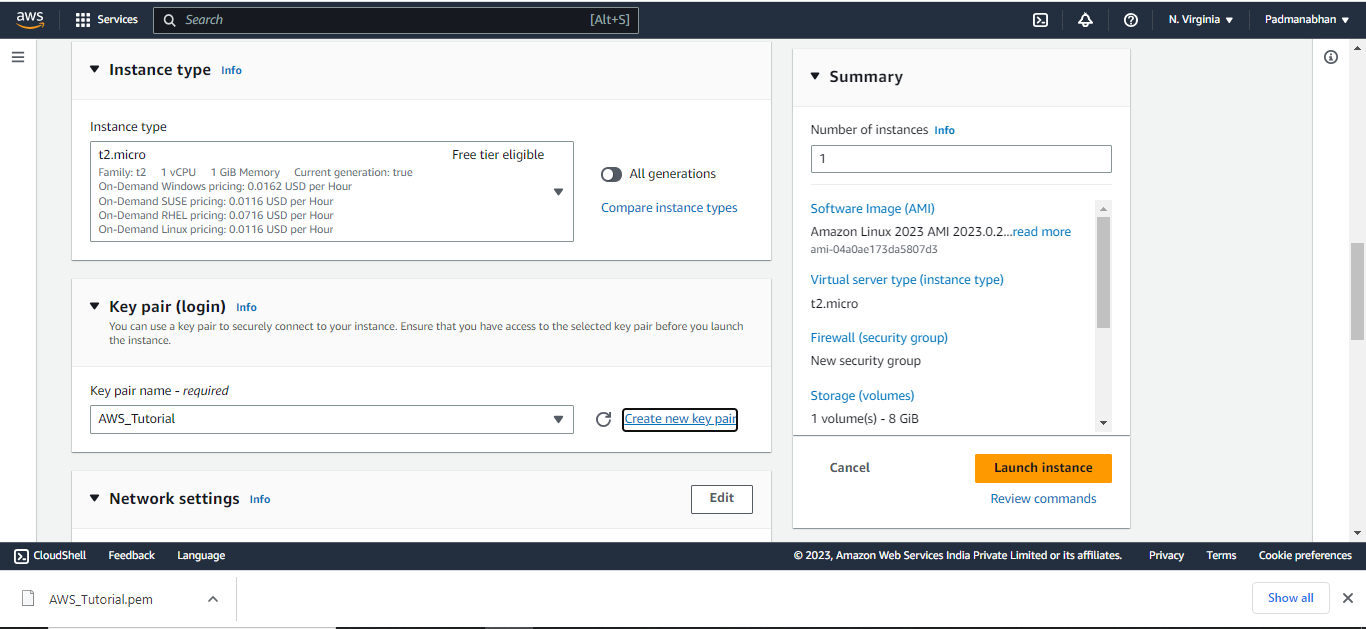 aws
Services
Search
[Alt+S]
N. Virginia
Padmanabhan
Instance type Info
Instance type
t2.micro
Free tier eligible
Family: t2 1 vCPU 1 GiB Memory Current generation: true
On-Demand Windows pricing: 0.0162 USD per Hour
On-Demand SUSE pricing: 0.0116 USD per Hour
On-Demand RHEL pricing: 0.0716 USD per Hour
On-Demand Linux pricing: 0.0116 USD per Hour
All generations
Compare instance types
Key pair (login) Info
You can use a key pair to securely connect to your instance. Ensure that you have access to the selected key pair before you launch
the instance.
Key pair name - required
AWS_Tutorial
Create new key pair
Network settings Info
Edit
Summary
Number of instances Info
1
Software Image (AMI)
Amazon Linux 2023 AMI 2023.0.2...read more
ami-04a0ae173da5807d3
Virtual server type (instance type)
t2.micro
Firewall (security group)
New security group
Storage (volumes)
1 volume(s) - 8 GiB
Cancel
Launch instance
Review commands
CloudShell
Feedback
Language
© 2023, Amazon Web Services India Private Limited or its affiliates.
Privacy
Terms
Cookie preferences
AWS_Tutorial.pem
Show all